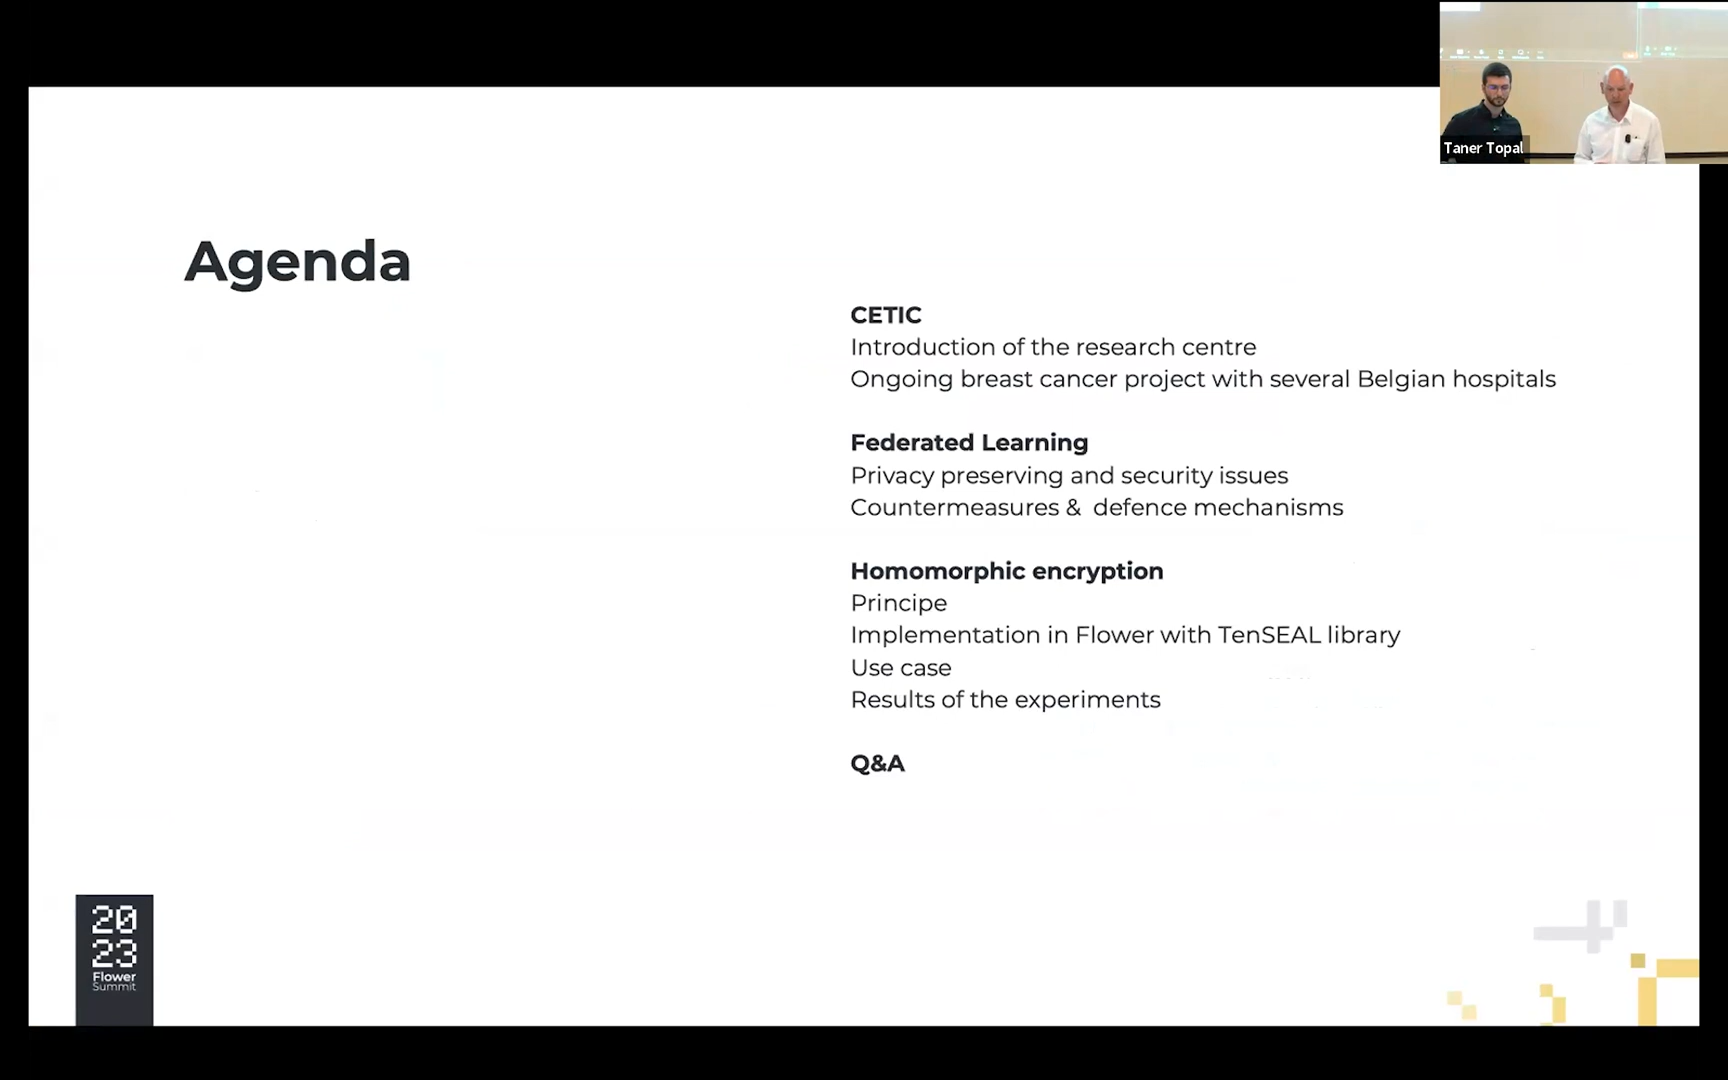 Taner Topal
Agenda
CETIC
Introduction of the research centre
Ongoing breast cancer project with several Belgian hospitals
Federated Learning
Privacy preserving and security issues
Countermeasures & defence mechanisms
Homomorphic encryption
Principe
Implementation in Flower with TenSEAL library
Use case
Results of the experiments
Q&A
20
23
Flower
Summit